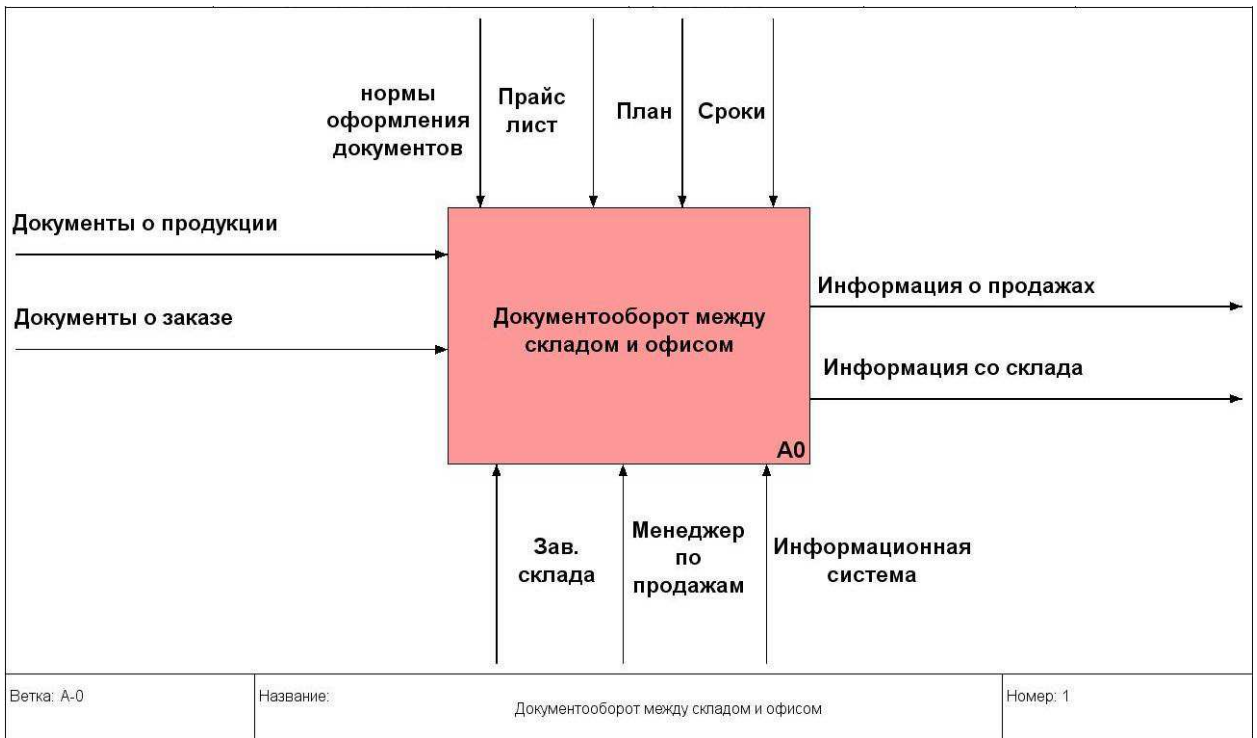 нормы
оформления
документов
Прайс
лист
План
Сроки
Документы о продукции
Документы о заказе
Документооборот между
складом и офисом
A0
Информация о продажах
Информация со склада
Зав.
склада
Менеджер
по
продажам
Информационная
система
Ветка: A-0
Название:
Документооборот между складом и офисом
Номер: 1